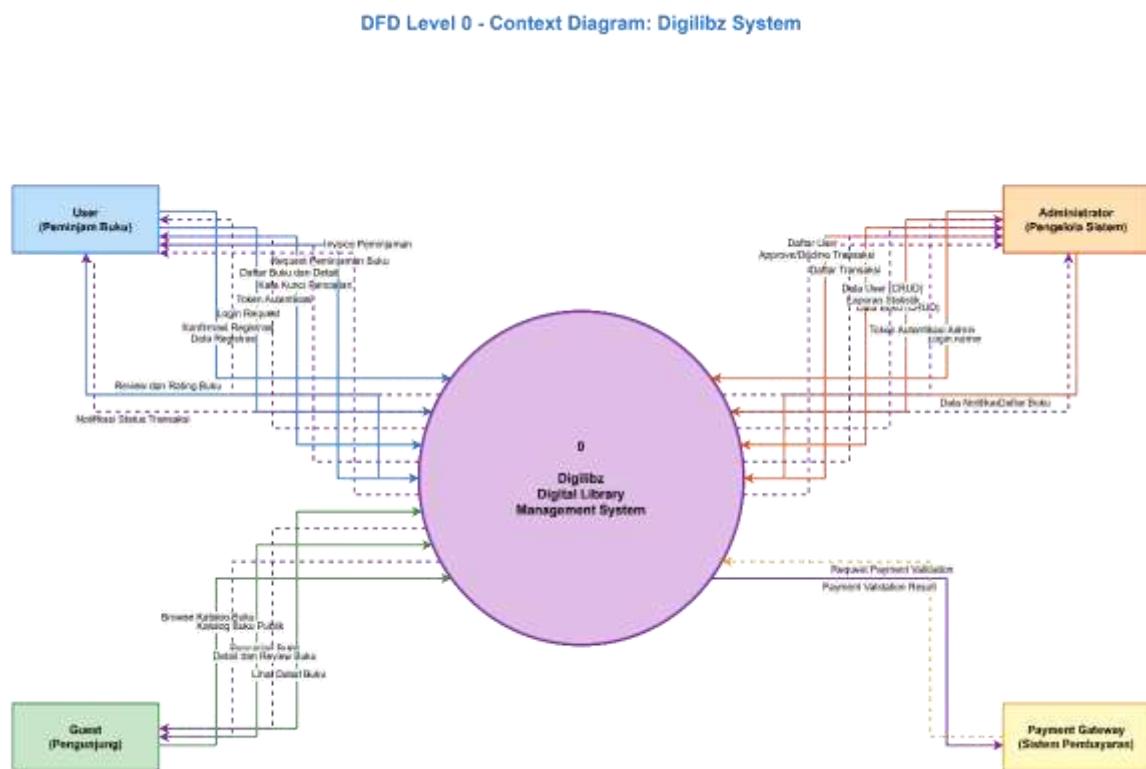 DFD Level 0 - Context Diagram: Digilibz System
User
(Peminjam Buku)
Administrator
(Pengelola Sistem)
Invoice Peminjaman
Request Peminjaman Buku
Daftar Buku dan Detail
Kata Kunci Pencarian
Token Autentikasi
Login Request
Konfirmasi Registrasi
Data Registrasi
Review dan Rating Buku
Notifikasi Status Transaksi
Daftar User
Approve/Decline Transaksi
Daftar Transaksi
Data User (CRUD)
Laporan Statistik
Data Buku (CRUD)
Token Autentikasi Admin
Login Admin
Data Notifikasi
Daftar Buku
0
Digilibz
Digital Library
Management System
Request Payment Validation
Payment Validation Result
Browse Katalog Buku
Katalog Buku Publik
Detail dan Review Buku
Lihat Detail Buku
Guest
(Pengunjung)
Payment Gateway
(Sistem Pembayaran)